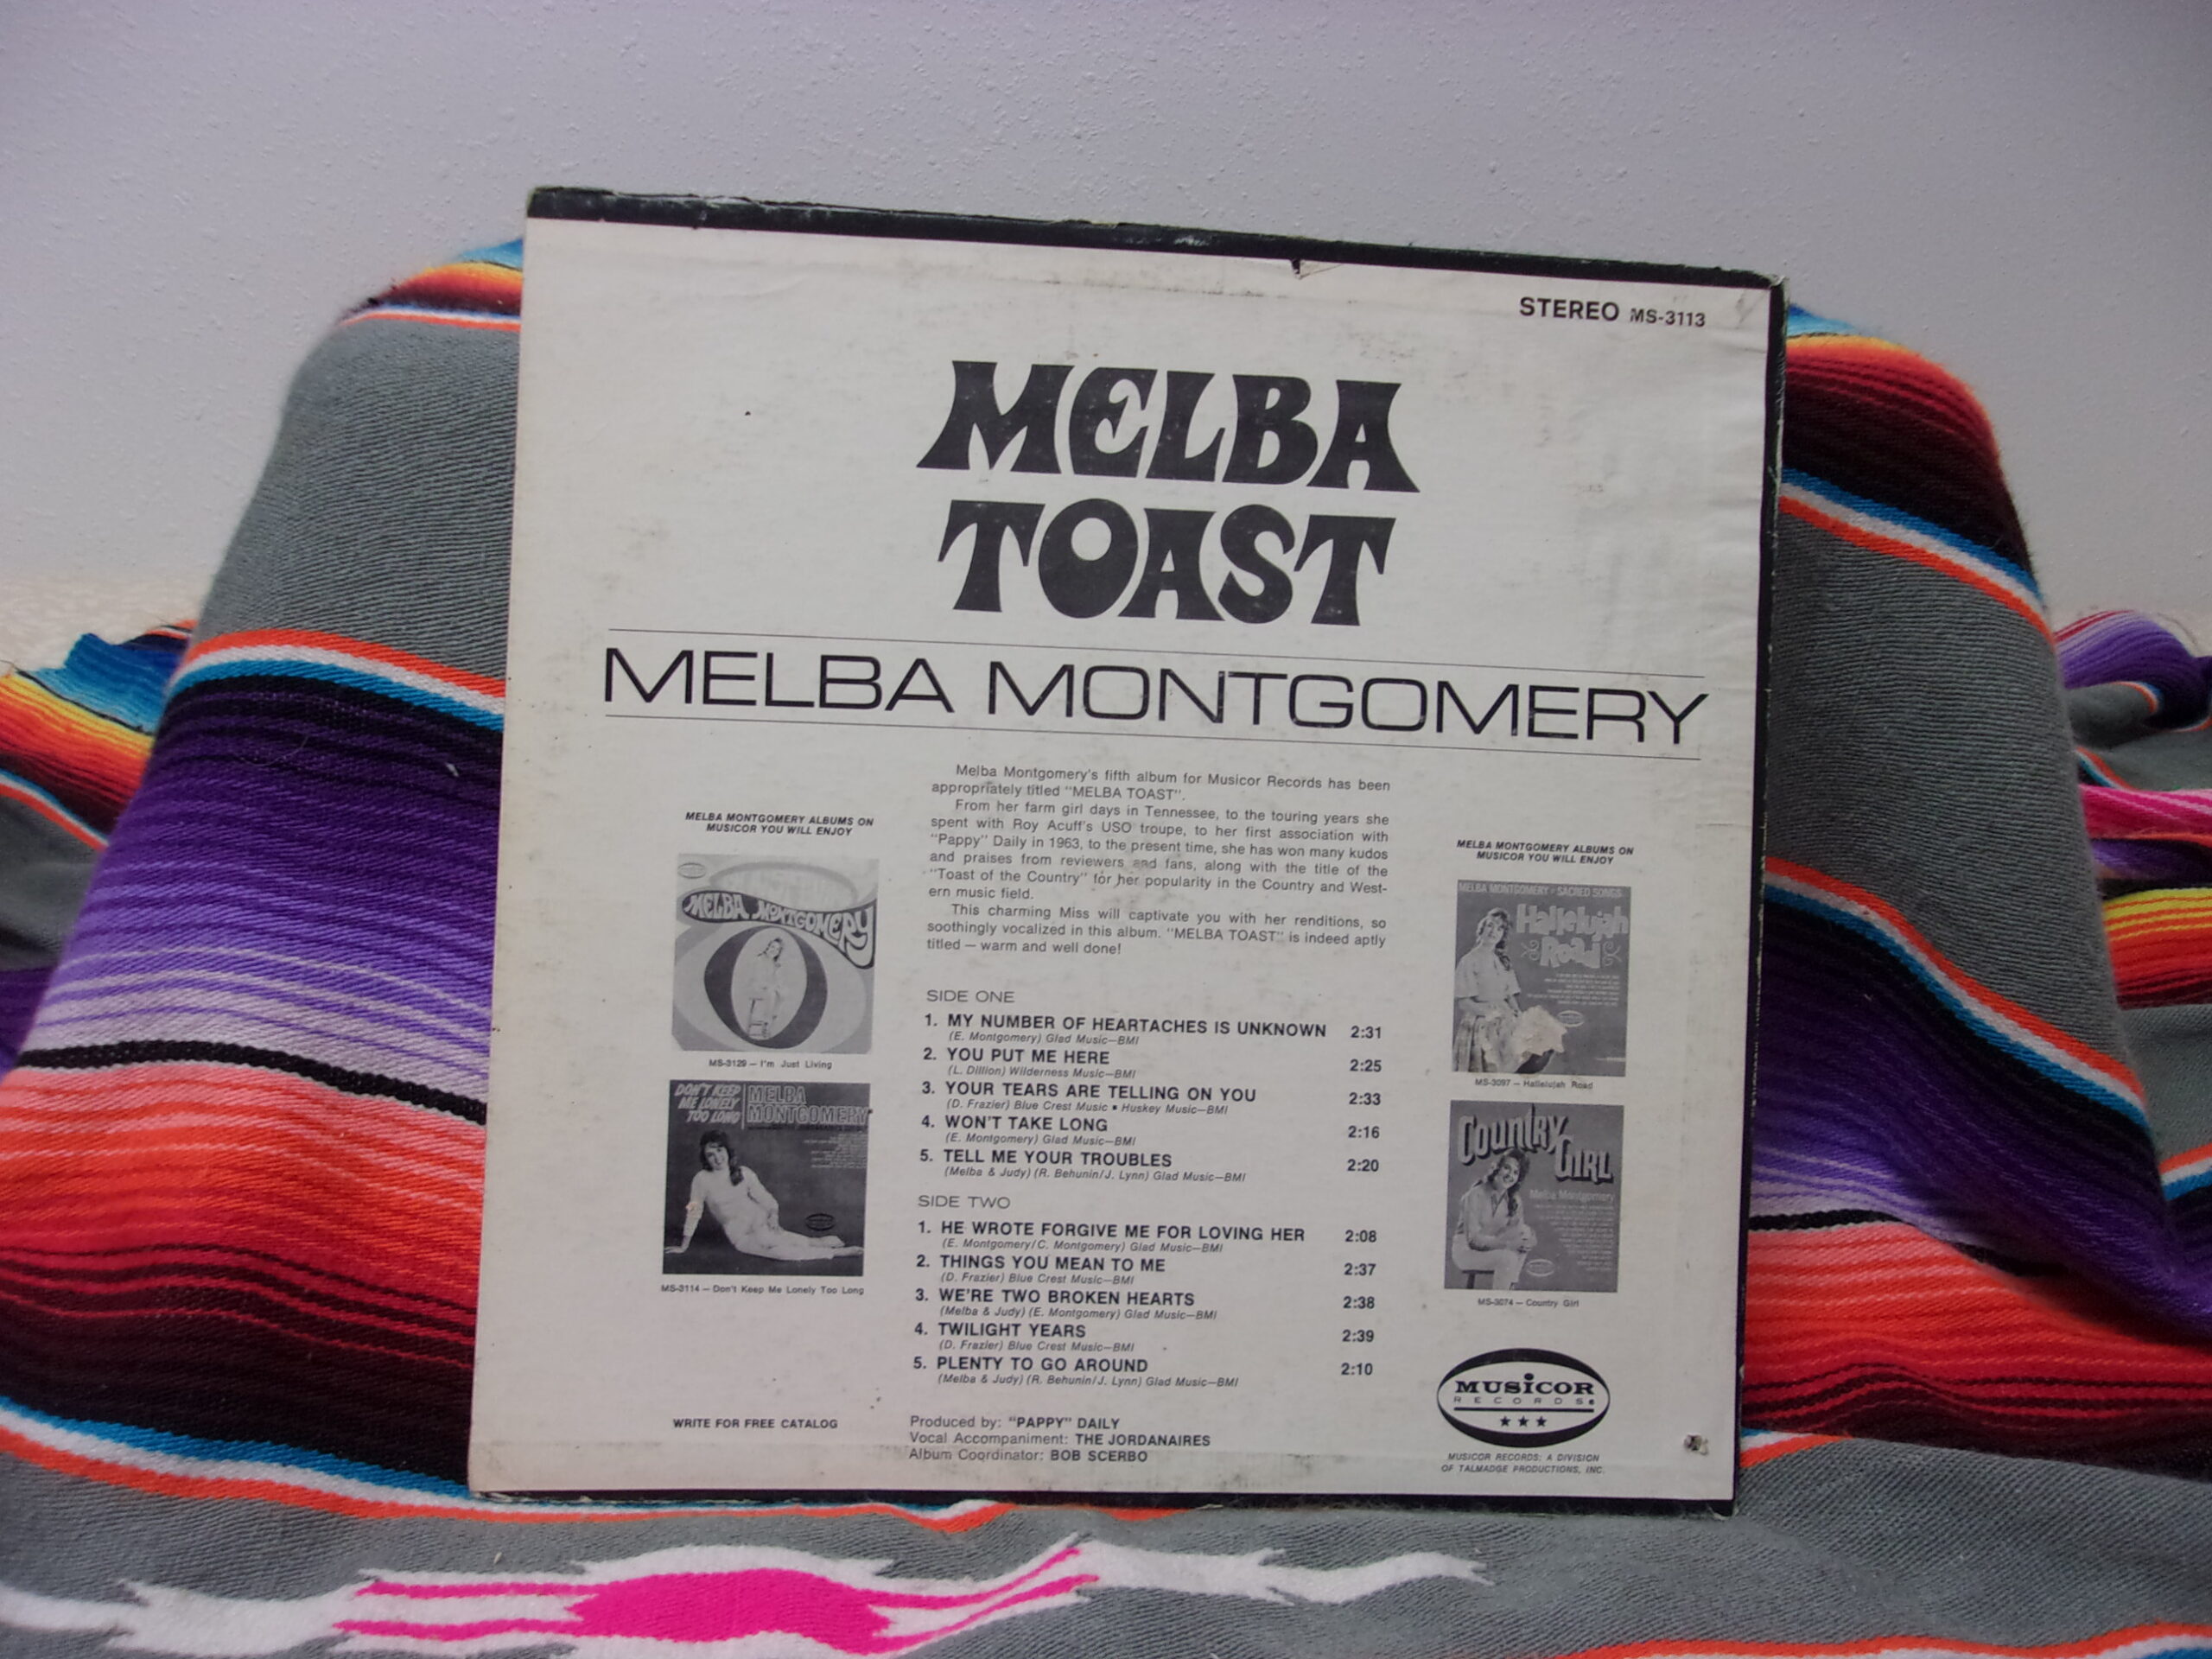 STEREO MS-3113
MELBA
TOAST
MELBA MONTGOMERY
Melba Montgomery's fifth album for Musicor Records has been
appropriately titled "MELBA TOAST".
From her farm girl days in Tennessee, to the touring years she
spent with Roy Acuff's USO troupe, to her first association with
"Pappy" Daily in 1963, to the present time, she has won many kudos
and praises from reviewers and fans, along with the title of the
"Toast of the Country" for her popularity in the Country and West-
ern music field.
This charming Miss will captivate you with her renditions, so
soothingly vocalized in this album. "MELBA TOAST" is indeed aptly
titled — warm and well done!
MELBA MONTGOMERY ALBUMS ON
MUSICOR YOU WILL ENJOY
MELBA MONTGOMERY
MS-3129 — I'm Just Living
DON'T KEEP
ME LONELY
TOO LONG
MELBA
MONTGOMERY
MS-3114 — Don't Keep Me Lonely Too Long
SIDE ONE
1. MY NUMBER OF HEARTACHES IS UNKNOWN 2:31
(E. Montgomery) Glad Music—BMI
2. YOU PUT ME HERE 2:25
(L. Dillion) Wilderness Music—BMI
3. YOUR TEARS ARE TELLING ON YOU 2:33
(D. Frazier) Blue Crest Music • Huskey Music—BMI
4. WON'T TAKE LONG 2:16
(E. Montgomery) Glad Music—BMI
5. TELL ME YOUR TROUBLES 2:20
(Melba & Judy) (R. Behunin/J. Lynn) Glad Music—BMI
SIDE TWO
1. HE WROTE FORGIVE ME FOR LOVING HER 2:08
(E. Montgomery/C. Montgomery) Glad Music—BMI
2. THINGS YOU MEAN TO ME 2:37
(D. Frazier) Blue Crest Music—BMI
3. WE'RE TWO BROKEN HEARTS 2:38
(Melba & Judy) (E. Montgomery) Glad Music—BMI
4. TWILIGHT YEARS 2:39
(D. Frazier) Blue Crest Music—BMI
5. PLENTY TO GO AROUND 2:10
(Melba & Judy) (R. Behunin/J. Lynn) Glad Music—BMI
MELBA MONTGOMERY ALBUMS ON
MUSICOR YOU WILL ENJOY
MELBA MONTGOMERY • SACRED SONGS
Hallelujah
Road
MS-3097 — Hallelujah Road
COUNTRY
GIRL
Melba Montgomery
MS-3074 — Country Girl
WRITE FOR FREE CATALOG
Produced by: "PAPPY" DAILY
Vocal Accompaniment: THE JORDANAIRES
Album Coordinator: BOB SCERBO
MUSICOR
RECORDS
MUSICOR RECORDS: A DIVISION
OF TALMADGE PRODUCTIONS, INC.